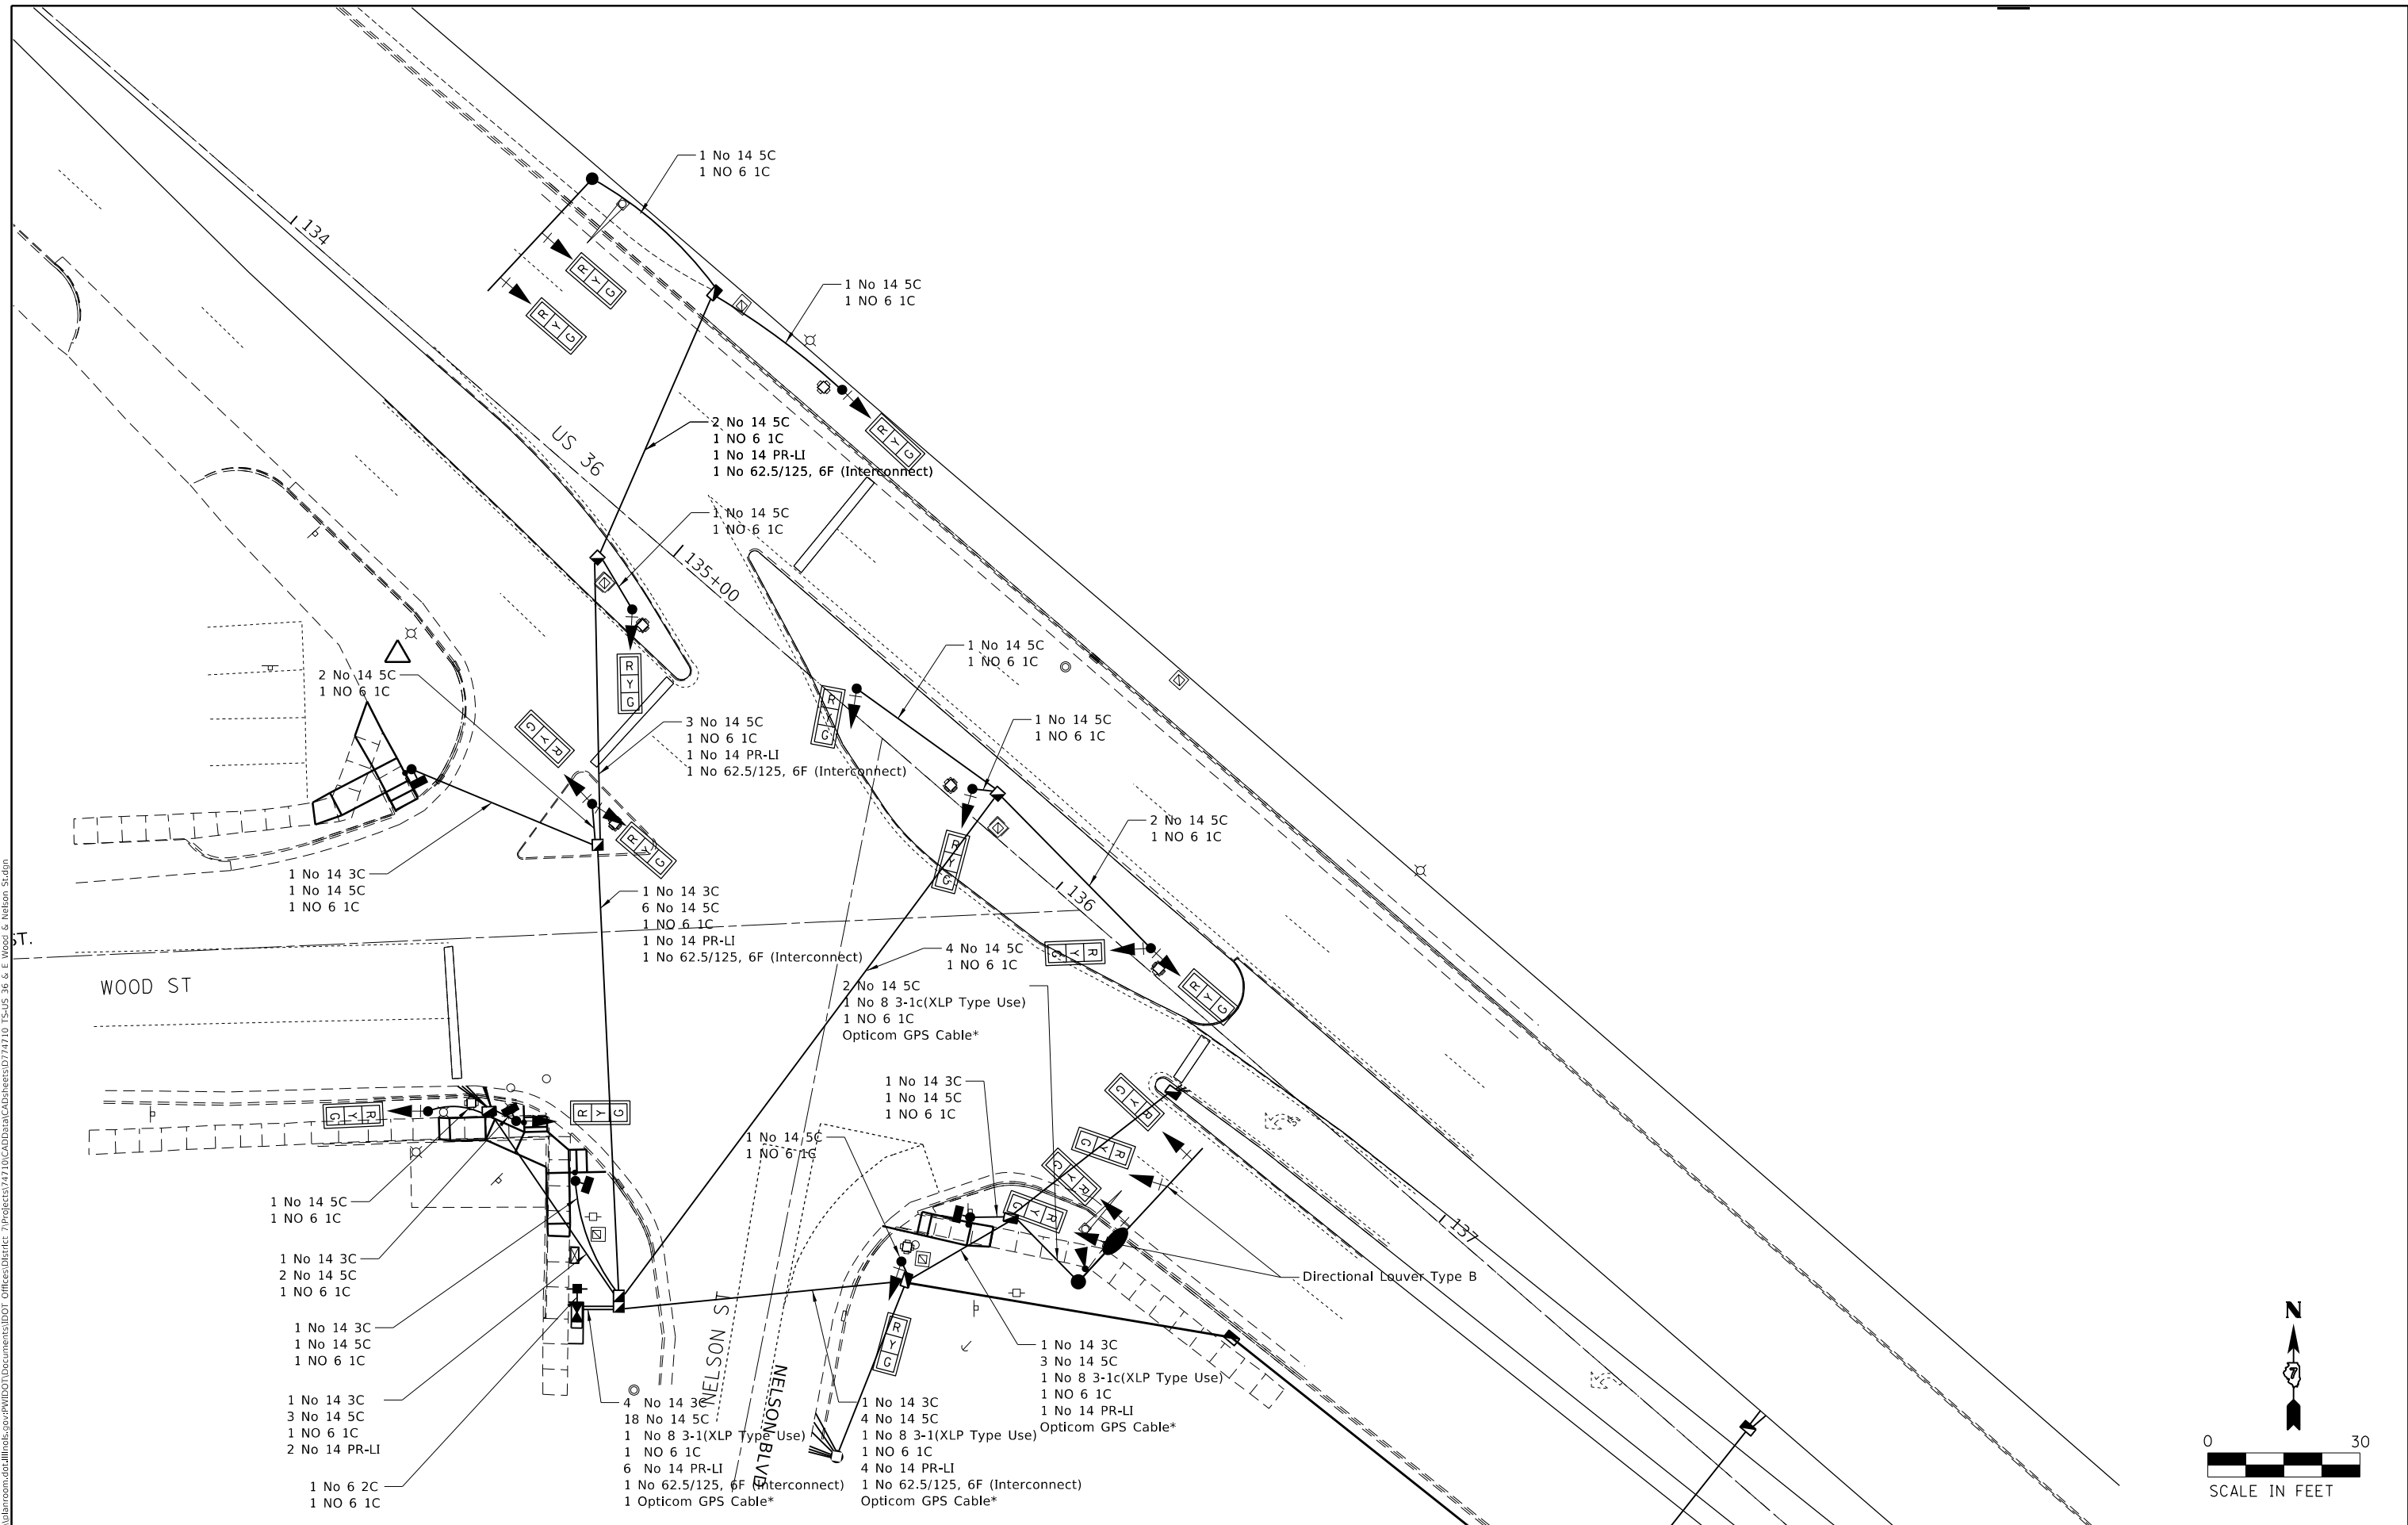 1 No 14 5C
1 NO 6 1C
134
R Y G
R Y G
1 No 14 5C
1 NO 6 1C
R Y G
2 No 14 5C
1 NO 6 1C
1 No 14 PR-LI
1 No 62.5/125, 6F (Interconnect)
US 36
1 No 14 5C
1 NO 6 1C
135+00
R
Y
G
2 No 14 5C
1 NO 6 1C
R Y G
3 No 14 5C
1 NO 6 1C
1 No 14 PR-LI
1 No 62.5/125, 6F (Interconnect)
R
Y
G
1 No 14 5C
1 NO 6 1C
1 No 14 5C
1 NO 6 1C
2 No 14 5C
1 NO 6 1C
R Y G
R
Y
G
136
1 No 14 3C
1 No 14 5C
1 NO 6 1C
1 No 14 3C
6 No 14 5C
1 NO 6 1C
1 No 14 PR-LI
1 No 62.5/125, 6F (Interconnect)
ST.
WOOD ST
4 No 14 5C
1 NO 6 1C
R Y G
R Y G
2 No 14 5C
1 No 8 3-1c(XLP Type Use)
1 NO 6 1C
Opticom GPS Cable*
1 No 14 3C
1 No 14 5C
1 NO 6 1C
R Y G
R Y G
R Y G
R Y G
R Y G
R Y G
1 No 14 5C
1 NO 6 1C
1 No 14 5C
1 NO 6 1C
137
1 No 14 3C
2 No 14 5C
1 NO 6 1C
Directional Louver Type B
1 No 14 3C
1 No 14 5C
1 NO 6 1C
R
Y
G
NELSON ST
NELSON BLVD
1 No 14 3C
3 No 14 5C
1 No 8 3-1c(XLP Type Use)
1 NO 6 1C
1 No 14 PR-LI
Opticom GPS Cable*
1 No 14 3C
3 No 14 5C
1 NO 6 1C
2 No 14 PR-LI
4 No 14 3C
18 No 14 5C
1 No 8 3-1(XLP Type Use)
1 NO 6 1C
6 No 14 PR-LI
1 No 62.5/125, 6F (Interconnect)
1 Opticom GPS Cable*
1 No 14 3C
4 No 14 5C
1 No 8 3-1(XLP Type Use)
1 NO 6 1C
4 No 14 PR-LI
1 No 62.5/125, 6F (Interconnect)
Opticom GPS Cable*
1 No 6 2C
1 NO 6 1C
N
7
0 30
SCALE IN FEET